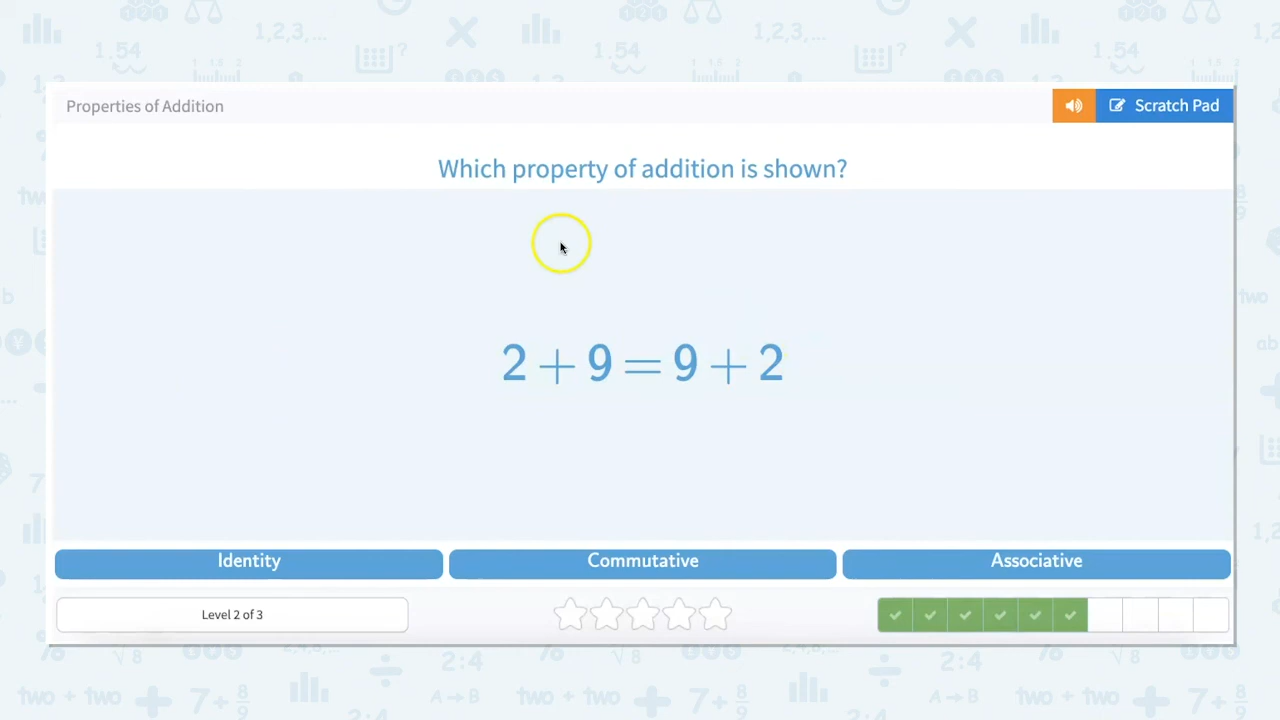 Properties of Addition
Scratch Pad
Which property of addition is shown?
2 + 9 = 9 + 2
Identity
Commutative
Associative
Level 2 of 3